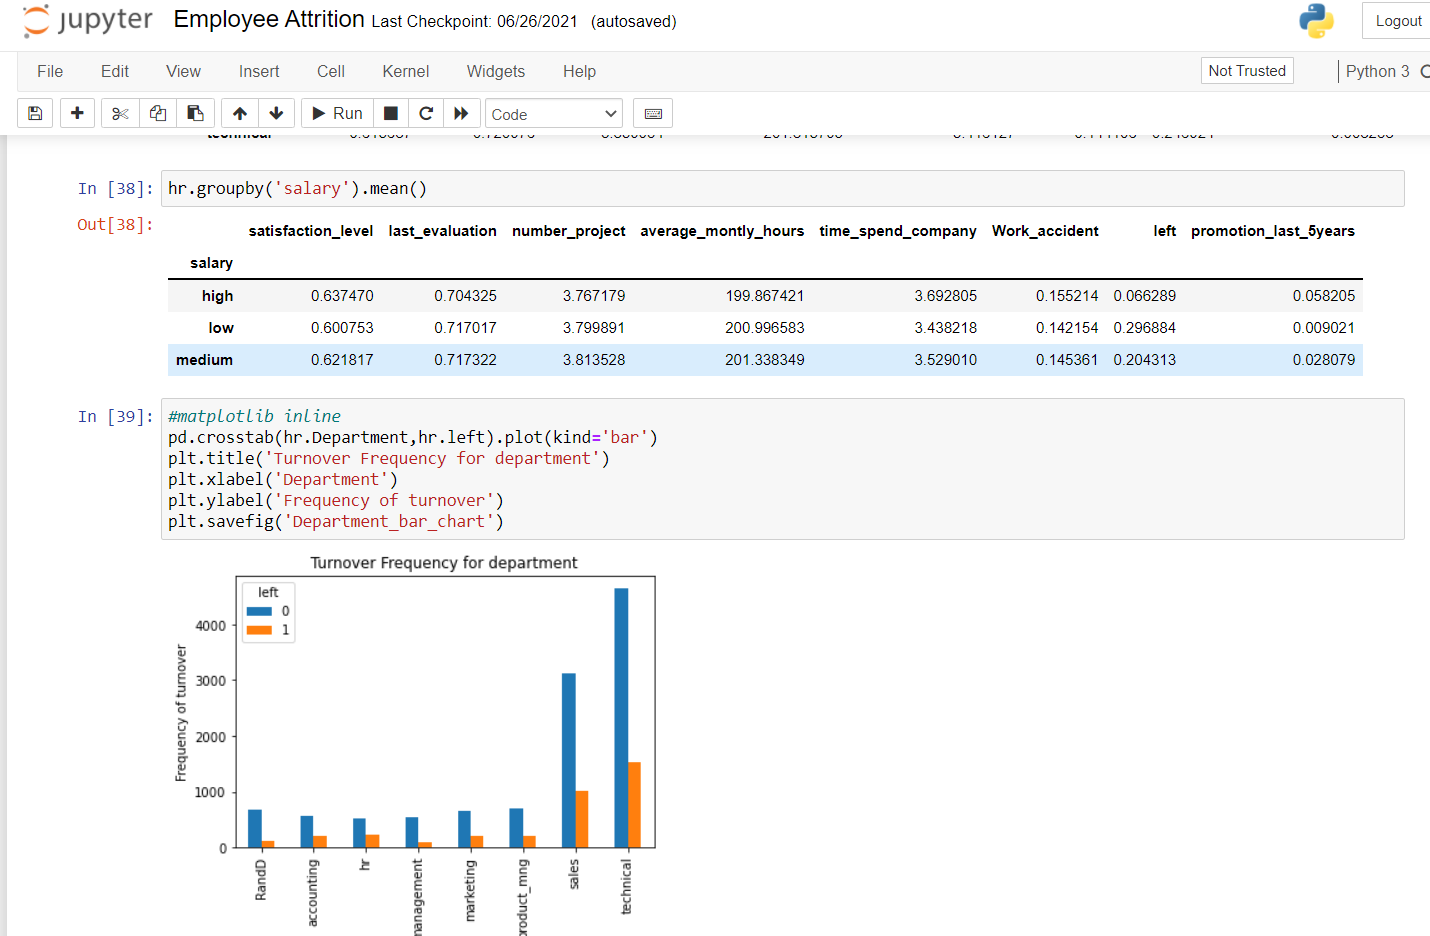 jupyter Employee Attrition Last Checkpoint: 06/26/2021 (autosaved) Logout
File Edit View Insert Cell Kernel Widgets Help Not Trusted Python 3
Run Code
technical
In [38]: hr.groupby('salary').mean()
Out[38]:
satisfaction_level last_evaluation number_project average_montly_hours time_spend_company Work_accident left promotion_last_5years
salary
high 0.637470 0.704325 3.767179 199.867421 3.692805 0.155214 0.066289 0.058205
low 0.600753 0.717017 3.799891 200.996583 3.438218 0.142154 0.296884 0.009021
medium 0.621817 0.717322 3.813528 201.338349 3.529010 0.145361 0.204313 0.028079
In [39]: #matplotlib inline
pd.crosstab(hr.Department,hr.left).plot(kind='bar')
plt.title('Turnover Frequency for department')
plt.xlabel('Department')
plt.ylabel('Frequency of turnover')
plt.savefig('Department_bar_chart')
Turnover Frequency for department
left
0
1
Frequency of turnover
4000
3000
2000
1000
0
RandD
accounting
hr
management
marketing
product_mng
sales
technical